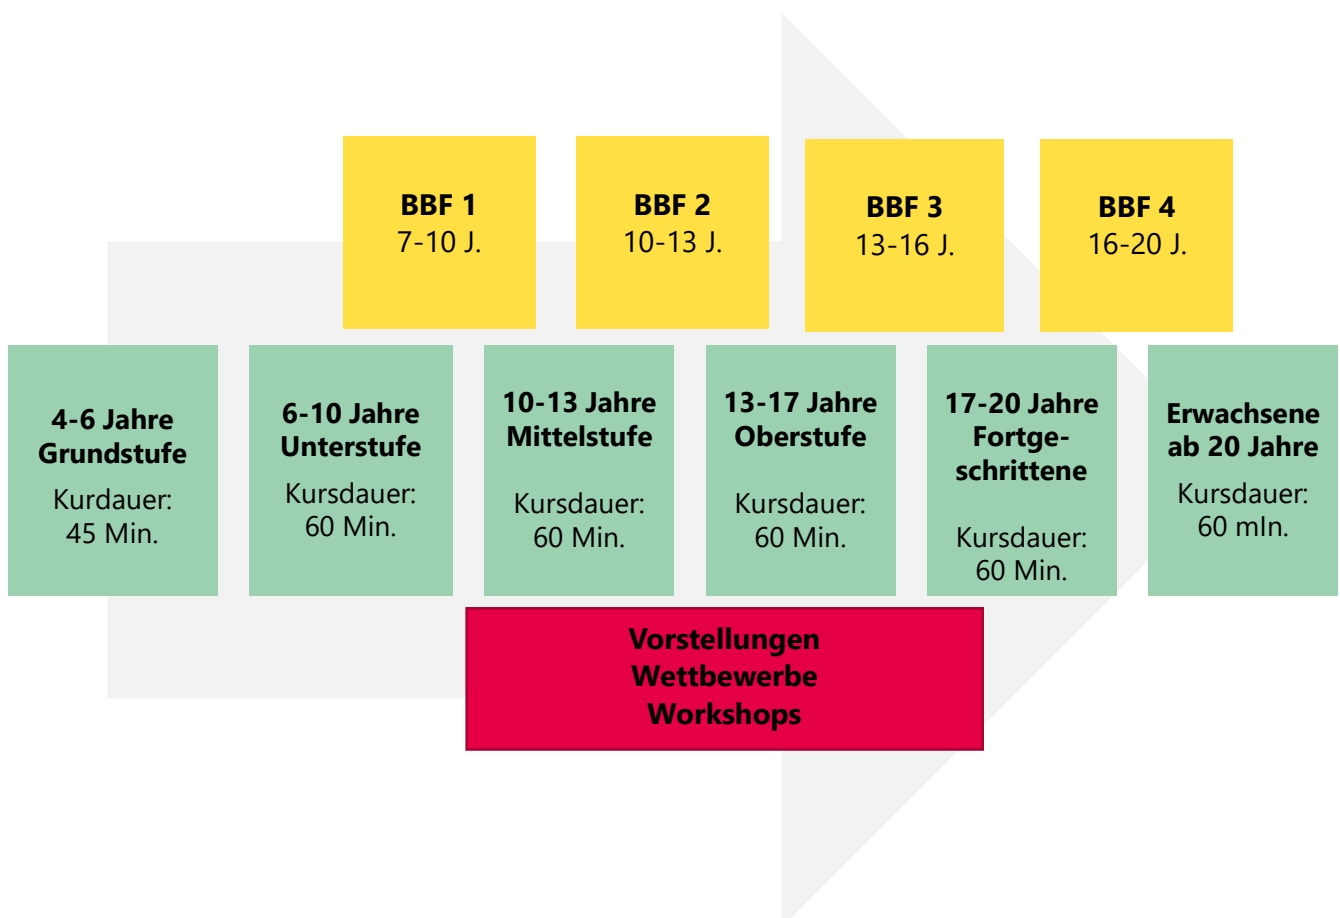 BBF 1
7-10 J.
BBF 2
10-13 J.
BBF 3
13-16 J.
BBF 4
16-20 J.
4-6 Jahre
Grundstufe
Kurdauer:
45 Min.
6-10 Jahre
Unterstufe
Kursdauer:
60 Min.
10-13 Jahre
Mittelstufe
Kursdauer:
60 Min.
13-17 Jahre
Oberstufe
Kursdauer:
60 Min.
17-20 Jahre
Fortge-
schrittene
Kursdauer:
60 Min.
Erwachsene
ab 20 Jahre
Kursdauer:
60 mIn.
Vorstellungen
Wettbewerbe
Workshops